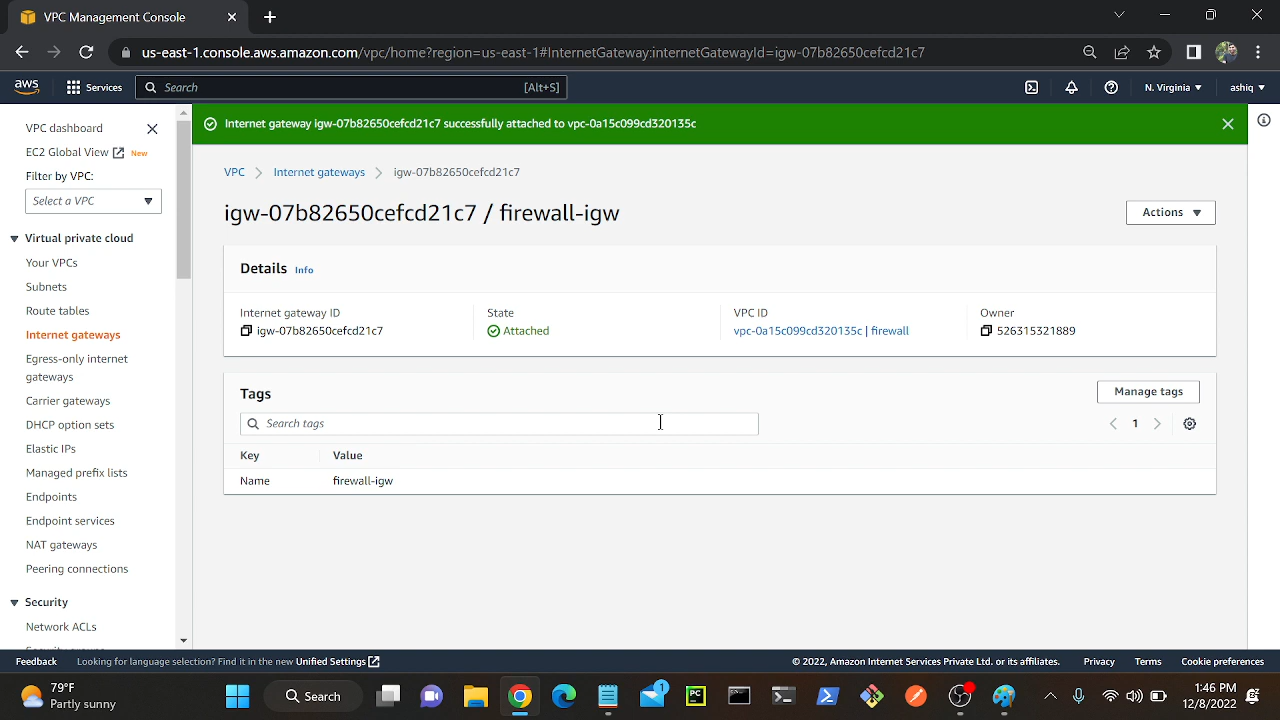 VPC Management Console
us-east-1.console.aws.amazon.com/vpc/home?region=us-east-1#InternetGateway:internetGatewayId=igw-07b82650cefcd21c7
aws
Services
Search
[Alt+S]
N. Virginia
ashiq
VPC dashboard
EC2 Global View New
Filter by VPC:
Select a VPC
Virtual private cloud
Your VPCs
Subnets
Route tables
Internet gateways
Egress-only internet
gateways
Carrier gateways
DHCP option sets
Elastic IPs
Managed prefix lists
Endpoints
Endpoint services
NAT gateways
Peering connections
Security
Network ACLs
Internet gateway igw-07b82650cefcd21c7 successfully attached to vpc-0a15c099cd320135c
VPC
Internet gateways
igw-07b82650cefcd21c7
igw-07b82650cefcd21c7 / firewall-igw
Actions
Details Info
Internet gateway ID
igw-07b82650cefcd21c7
State
Attached
VPC ID
vpc-0a15c099cd320135c | firewall
Owner
526315321889
Tags
Manage tags
Search tags
1
Key
Value
Name
firewall-igw
Feedback
Looking for language selection? Find it in the new Unified Settings
© 2022, Amazon Internet Services Private Ltd. or its affiliates.
Privacy
Terms
Cookie preferences
79°F
Partly sunny
Search
1
PC
1:46 PM
12/8/2022